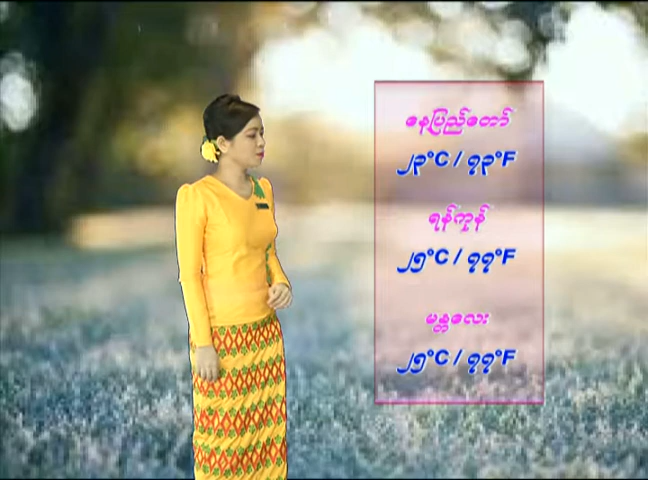 နေပြည်တော်
၂၃°C / ၇၃°F
ရန်ကုန်
၂၅°C / ၇၇°F
မန္တလေး
၂၅°C / ၇၇°F